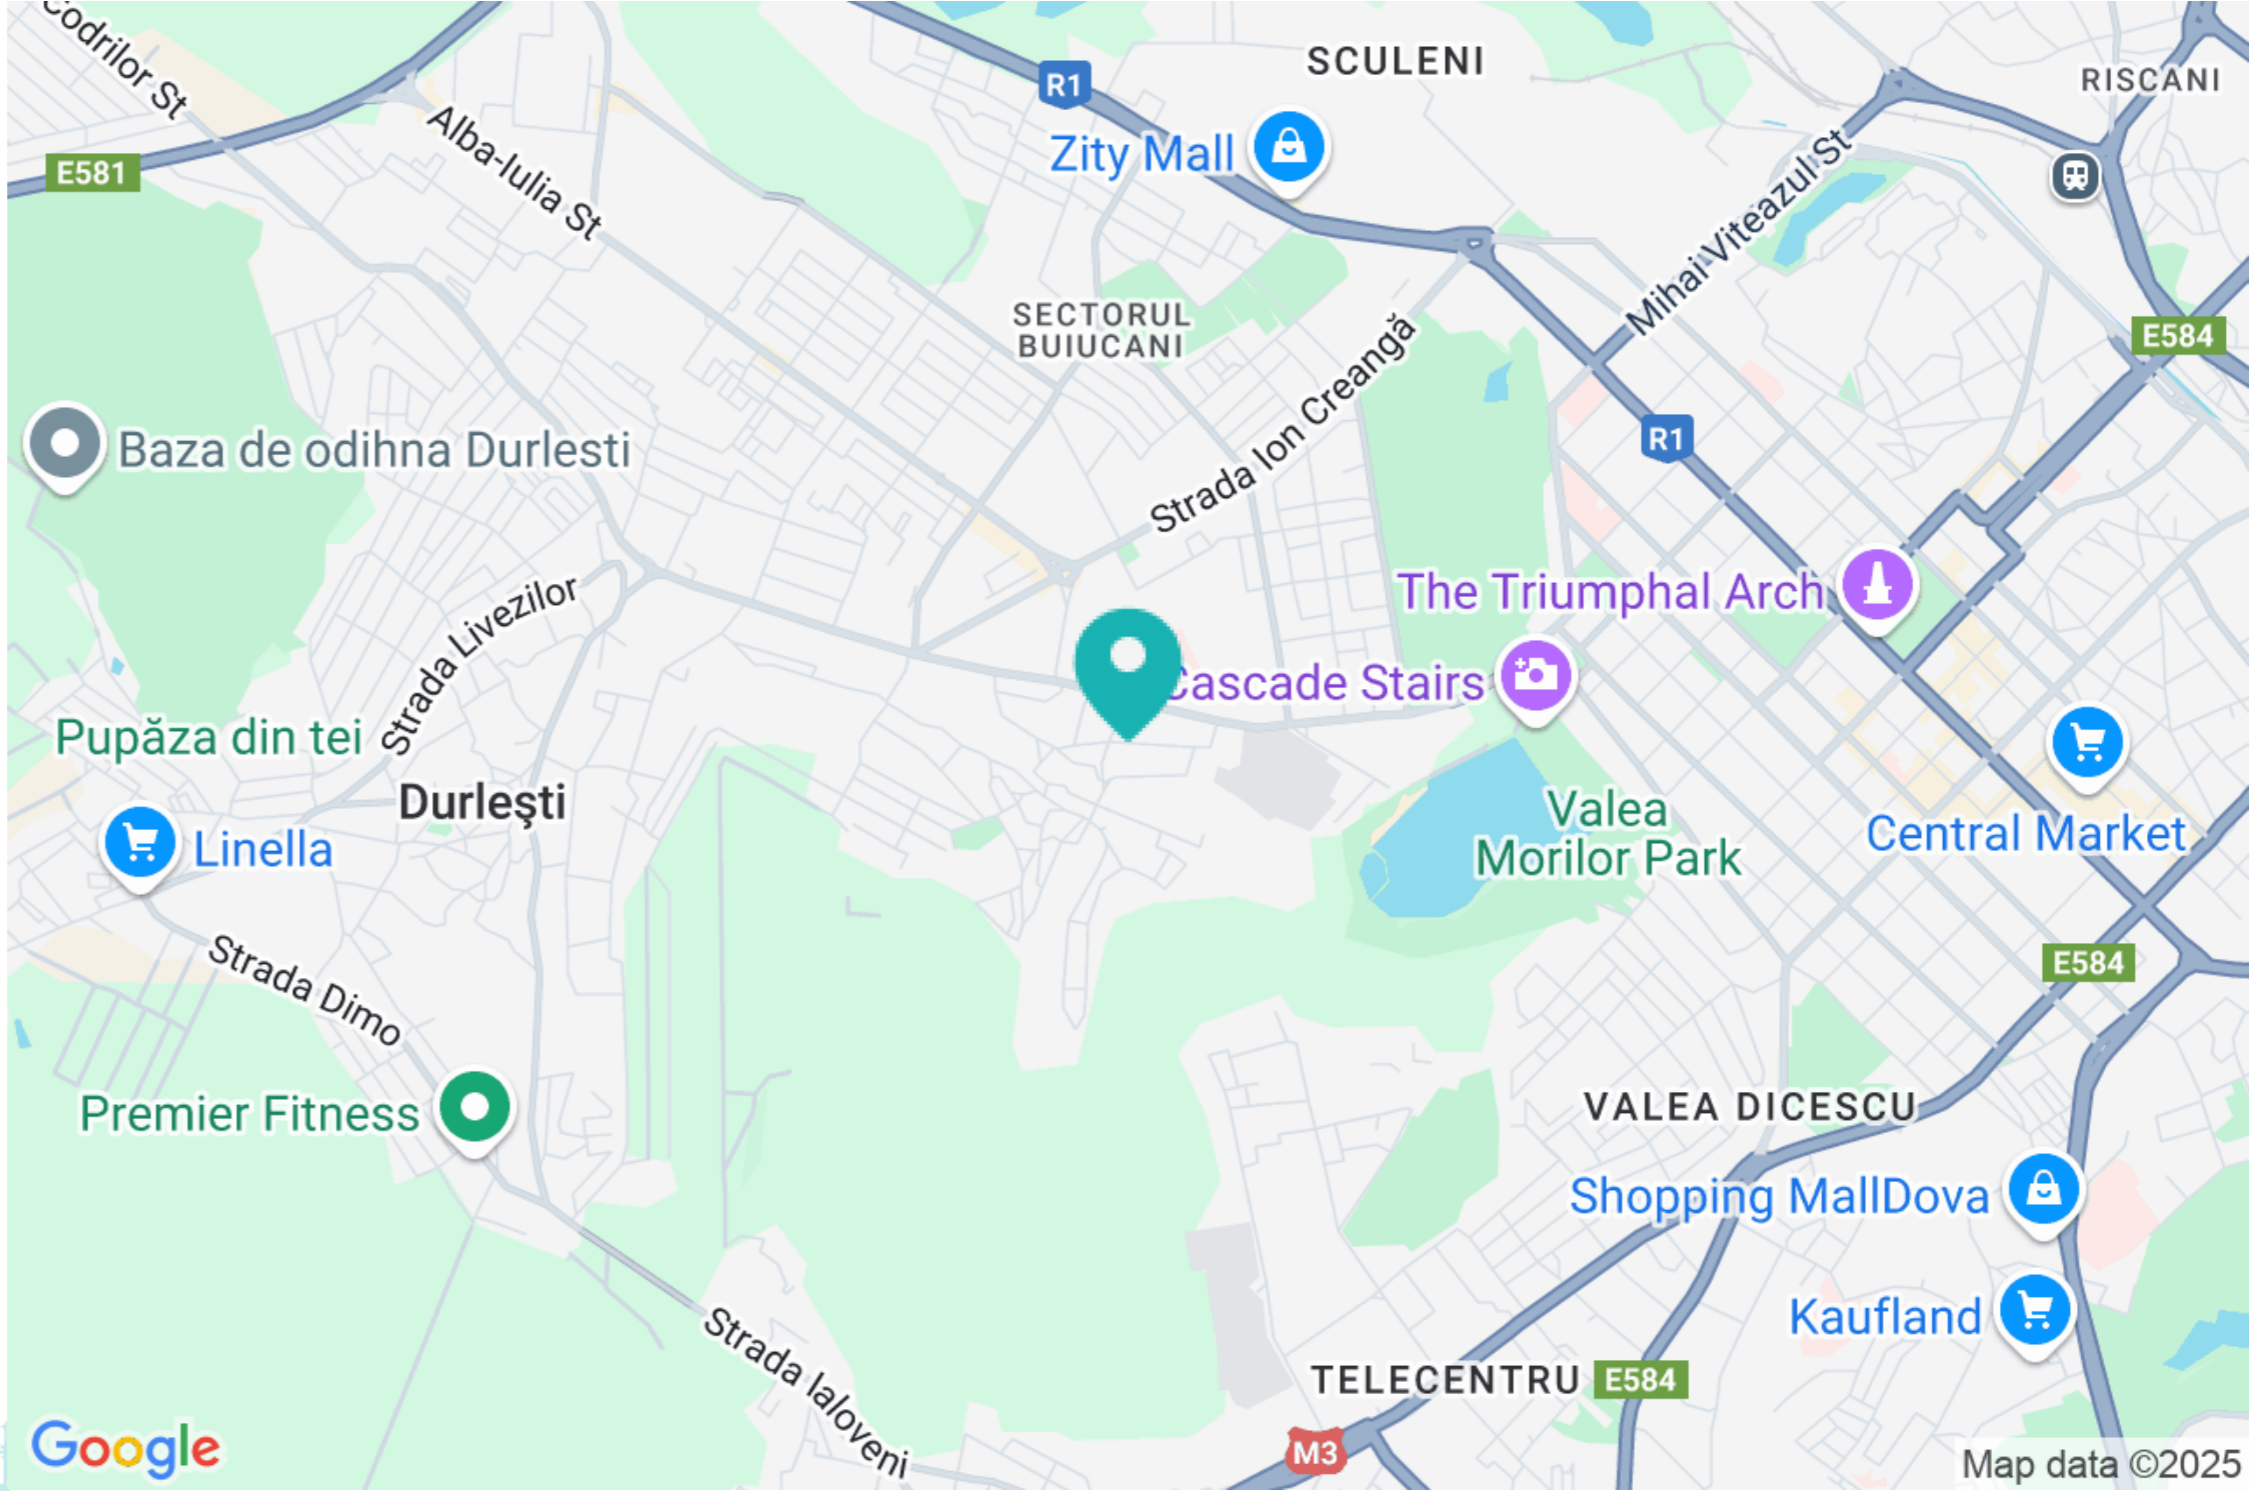 Codrilor St
SCULENI
RISCANI
R1
Alba-Iulia St
Zity Mall
E581
Mihai Viteazul St
SECTORUL
BUIUCANI
E584
Strada Ion Creangă
R1
Baza de odihna Durlesti
The Triumphal Arch
Strada Livezilor
Cascade Stairs
Pupăza din tei
Durleşti
Valea
Morilor Park
Central Market
Linella
Strada Dimo
E584
Premier Fitness
VALEA DICESCU
Shopping MallDova
Kaufland
Strada Ialoveni
TELECENTRU
E584
M3
Google
Map data ©2025